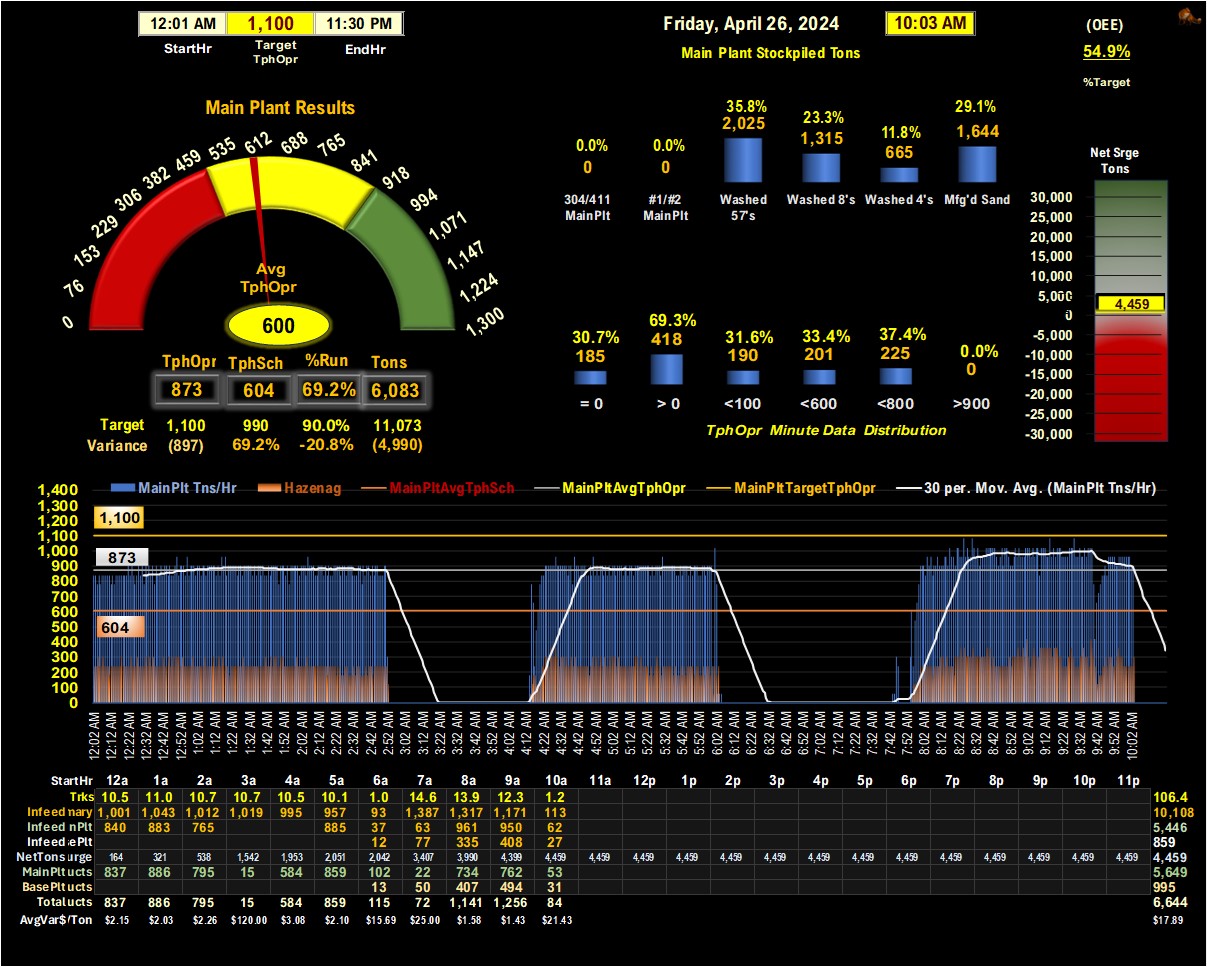 12:01 AM 1,100 11:30 PM
StartHr Target TphOpr EndHr
Friday, April 26, 2024 10:03 AM
Main Plant Stockpiled Tons
(OEE)
54.9%
%Target
Main Plant Results
0 76 153 229 306 382 459 535 612 688 765 841 918 994 1,071 1,147 1,224 1,300
Avg
TphOpr
600
TphOpr TphSch %Run Tons
873 604 69.2% 6,083
Target 1,100 990 90.0% 11,073
Variance (897) 69.2% -20.8% (4,990)
0.0% 0.0% 35.8% 23.3% 11.8% 29.1%
0 0 2,025 1,315 665 1,644
304/411 MainPlt #1/#2 MainPlt Washed 57's Washed 8's Washed 4's Mfg'd Sand
30.7% 69.3% 31.6% 33.4% 37.4% 0.0%
185 418 190 201 225 0
= 0 > 0 <100 <600 <800 >900
TphOpr Minute Data Distribution
Net Srge
Tons
30,000
25,000
20,000
15,000
10,000
5,000
4,459
0
-5,000
-10,000
-15,000
-20,000
-25,000
-30,000
MainPlt Tns/Hr Hazenag MainPltAvgTphSch MainPltAvgTphOpr MainPltTargetTphOpr 30 per. Mov. Avg. (MainPlt Tns/Hr)
1,400
1,300
1,200
1,100
1,000
900
800
700
600
500
400
300
200
100
0
1,100
873
604
12:02 AM 12:12 AM 12:22 AM 12:32 AM 12:42 AM 12:52 AM 1:02 AM 1:12 AM 1:22 AM 1:32 AM 1:42 AM 1:52 AM 2:02 AM 2:12 AM 2:22 AM 2:32 AM 2:42 AM 2:52 AM 3:02 AM 3:12 AM 3:22 AM 3:32 AM 3:42 AM 3:52 AM 4:02 AM 4:12 AM 4:22 AM 4:32 AM 4:42 AM 4:52 AM 5:02 AM 5:12 AM 5:22 AM 5:32 AM 5:42 AM 5:52 AM 6:02 AM 6:12 AM 6:22 AM 6:32 AM 6:42 AM 6:52 AM 7:02 AM 7:12 AM 7:22 AM 7:32 AM 7:42 AM 7:52 AM 8:02 AM 8:12 AM 8:22 AM 8:32 AM 8:42 AM 8:52 AM 9:02 AM 9:12 AM 9:22 AM 9:32 AM 9:42 AM 9:52 AM 10:02 AM
StartHr 12a 1a 2a 3a 4a 5a 6a 7a 8a 9a 10a 11a 12p 1p 2p 3p 4p 5p 6p 7p 8p 9p 10p 11p
Trks 10.5 11.0 10.7 10.7 10.5 10.1 1.0 14.6 13.9 12.3 1.2 106.4
Infeed mary 1,001 1,043 1,012 1,019 995 957 93 1,387 1,317 1,171 113 10,108
Infeed n Plt 840 883 765 885 37 63 961 950 62 5,446
Infeed ePlt 12 77 335 408 27 859
NetTons urge 164 321 538 1,542 1,953 2,051 2,042 3,407 3,990 4,399 4,459 4,459 4,459 4,459 4,459 4,459 4,459 4,459 4,459 4,459 4,459 4,459 4,459 4,459 4,459
MainPlt ucts 837 886 795 15 584 859 102 22 734 762 53 5,649
BasePlt ucts 13 50 407 494 31 995
Total ucts 837 886 795 15 584 859 115 72 1,141 1,256 84 6,644
AvgVar$/Ton $2.15 $2.03 $2.26 $120.00 $3.08 $2.10 $15.69 $25.00 $1.58 $1.43 $21.43 $17.89